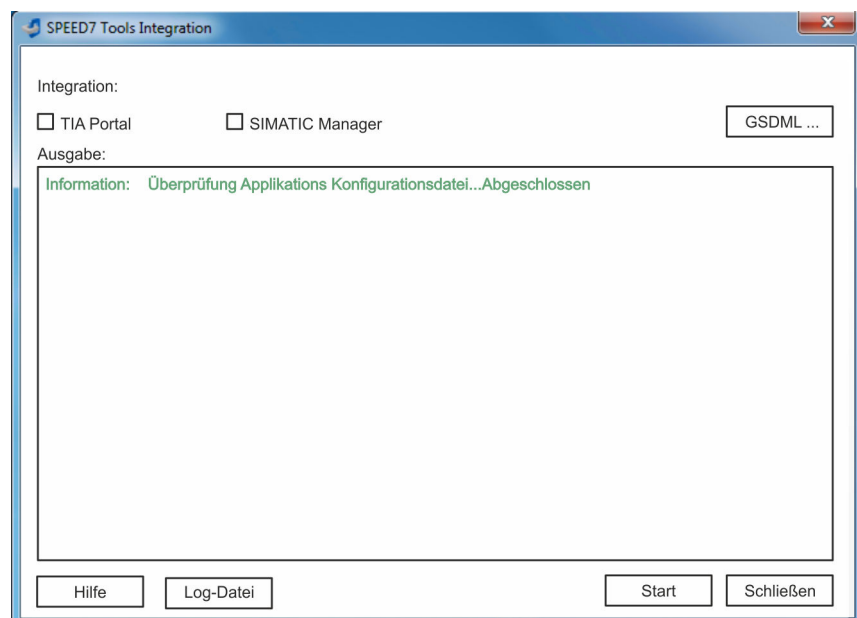 SPEED7 Tools Integration
Integration:
TIA Portal SIMATIC Manager GSDML ...
Ausgabe:
Information: Überprüfung Applikations Konfigurationsdatei...Abgeschlossen
Hilfe Log-Datei Start Schließen